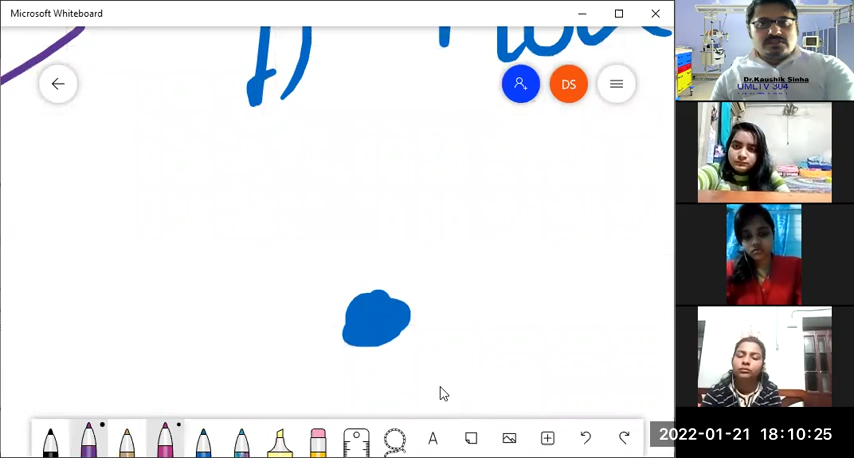 Microsoft Whiteboard
DS
A
Dr.Kaushik Sinha
UMLTV 304
2022-01-21 18:10:25